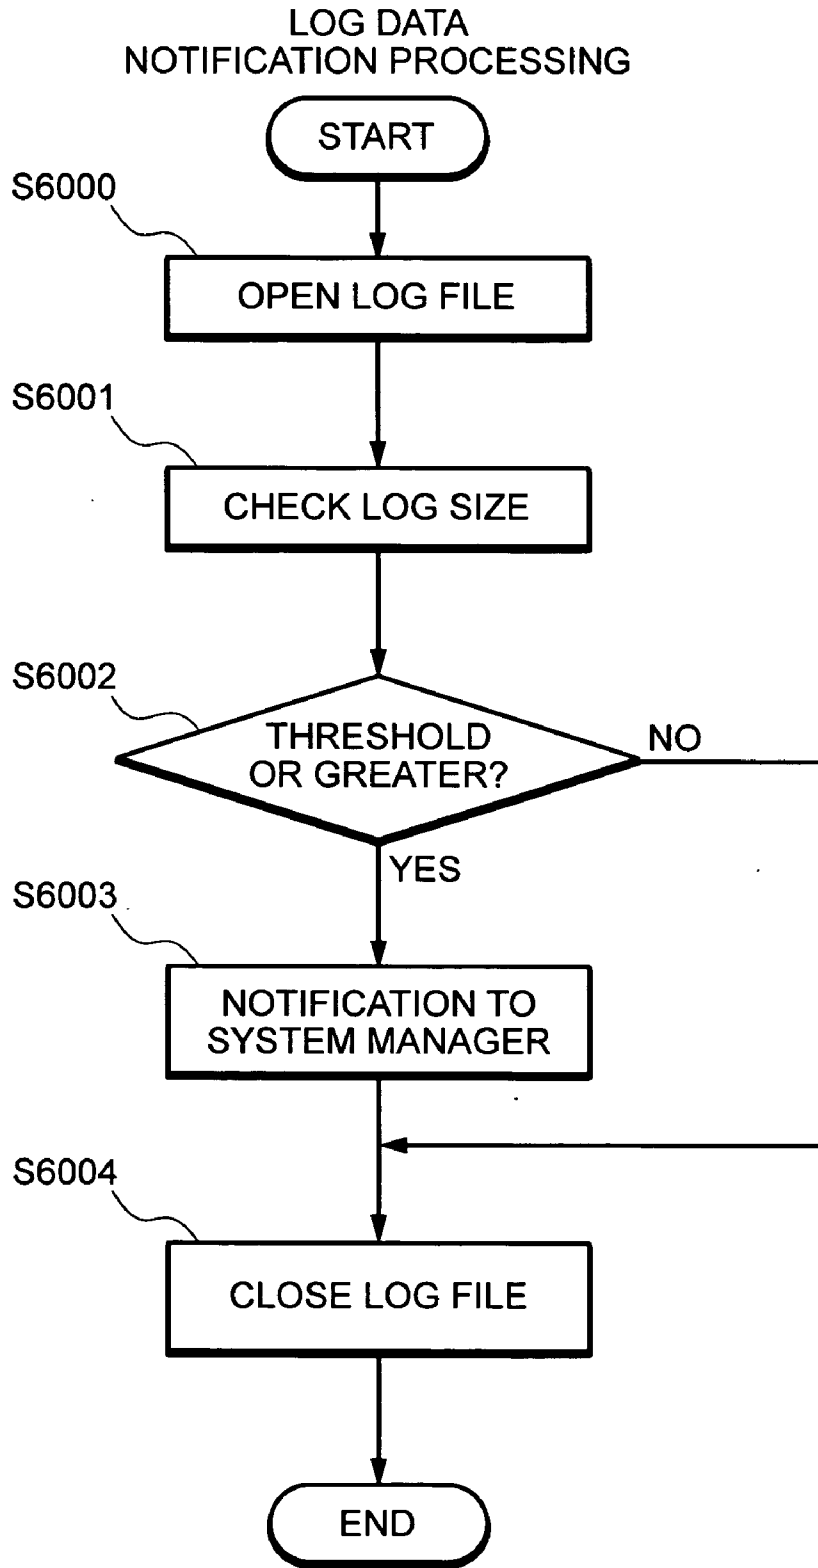 LOG DATA
NOTIFICATION PROCESSING
START
S6000
OPEN LOG FILE
S6001
CHECK LOG SIZE
S6002
THRESHOLD
OR GREATER?
NO
YES
S6003
NOTIFICATION TO
SYSTEM MANAGER
S6004
CLOSE LOG FILE
END